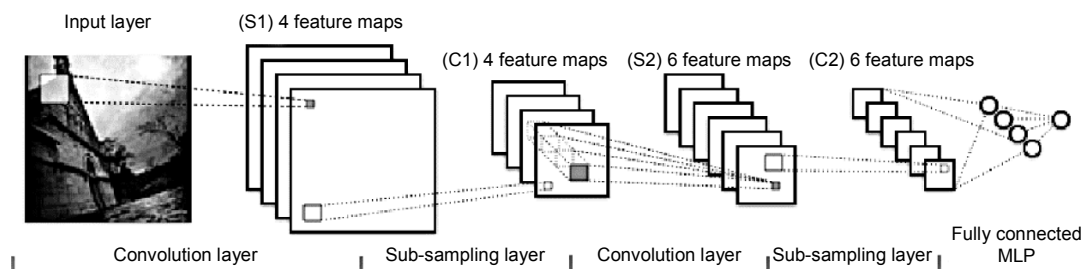 Input layer
(S1) 4 feature maps
(C1) 4 feature maps
(S2) 6 feature maps
(C2) 6 feature maps
Convolution layer
Sub-sampling layer
Convolution layer
Sub-sampling layer
Fully connected
MLP